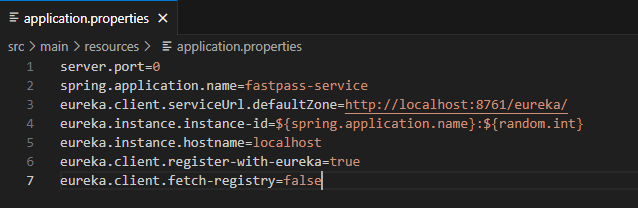 application.properties
src > main > resources > application.properties
1 server.port=0
2 spring.application.name=fastpass-service
3 eureka.client.serviceUrl.defaultZone=http://localhost:8761/eureka/
4 eureka.instance.instance-id=${spring.application.name}:${random.int}
5 eureka.instance.hostname=localhost
6 eureka.client.register-with-eureka=true
7 eureka.client.fetch-registry=false